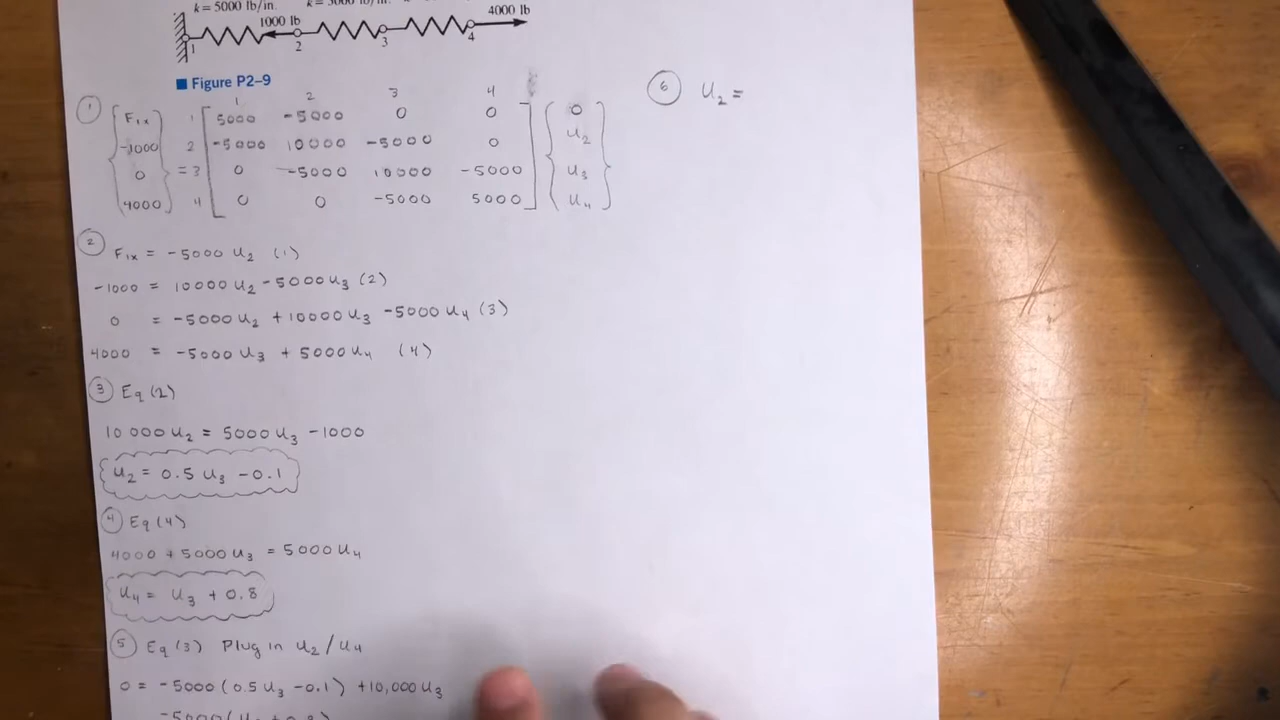 k = 5000 lb/in.
1000 lb
4000 lb
1 2 3 4
Figure P2-9
① 1 2 3 4
F1x 1 5000 -5000 0 0 0
-1000 2 -5000 10000 -5000 0 u2
0 = 3 0 -5000 10000 -5000 u3
4000 4 0 0 -5000 5000 u4
②
F1x = -5000 u2 (1)
-1000 = 10000 u2 - 5000 u3 (2)
0 = -5000 u2 + 10000 u3 - 5000 u4 (3)
4000 = -5000 u3 + 5000 u4 (4)
③ Eq (2)
10 000 u2 = 5000 u3 - 1000
u2 = 0.5 u3 - 0.1
④ Eq (4)
4000 + 5000 u3 = 5000 u4
u4 = u3 + 0.8
⑤ Eq (3) Plug in u2 / u4
0 = -5000 (0.5 u3 - 0.1) + 10,000 u3
⑥ u2 =